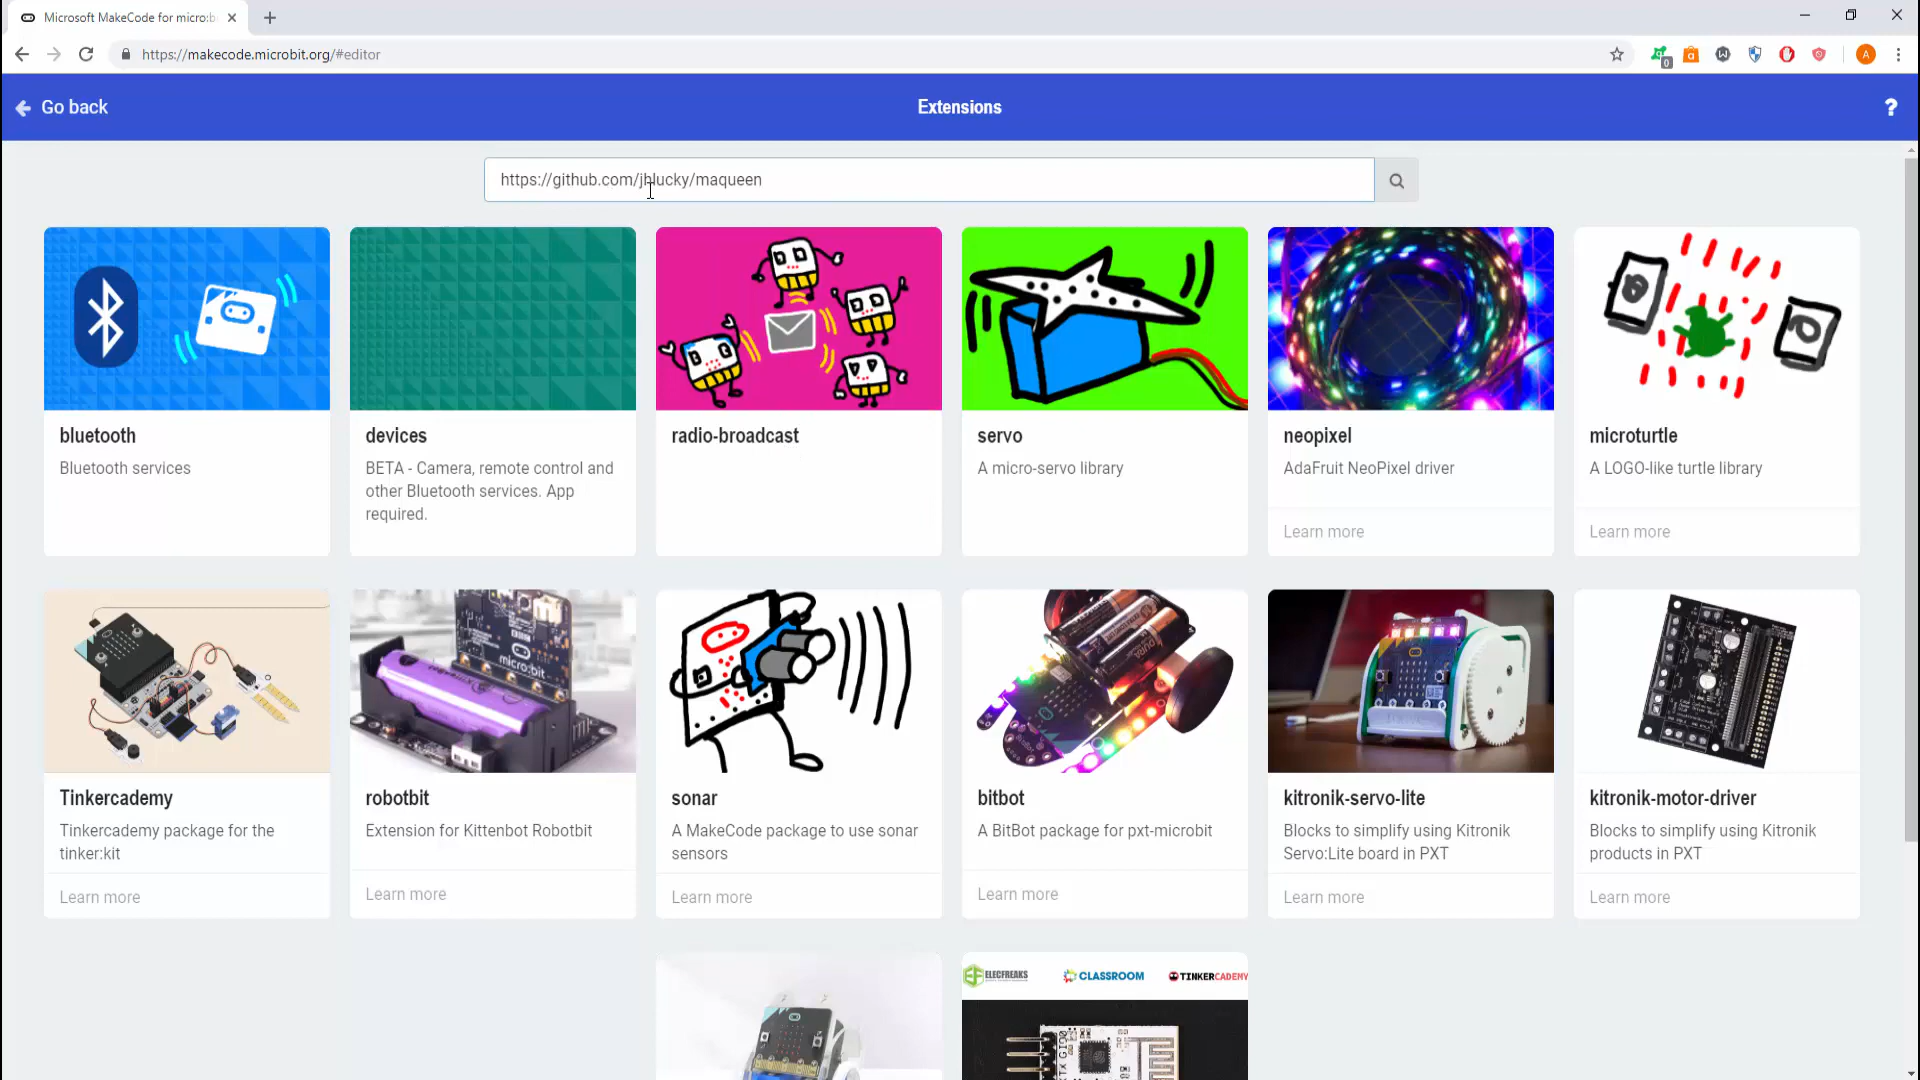 Microsoft MakeCode for micro:b
https://makecode.microbit.org/#editor
0
A
Go back
Extensions
?
https://github.com/jhlucky/maqueen
bluetooth
Bluetooth services
devices
BETA - Camera, remote control and
other Bluetooth services. App
required.
radio-broadcast
servo
A micro-servo library
neopixel
AdaFruit NeoPixel driver
Learn more
microturtle
A LOGO-like turtle library
Learn more
micro:bit
Tinkercademy
Tinkercademy package for the
tinker:kit
Learn more
robotbit
Extension for Kittenbot Robotbit
Learn more
sonar
A MakeCode package to use sonar
sensors
Learn more
bitbot
A BitBot package for pxt-microbit
Learn more
kitronik-servo-lite
Blocks to simplify using Kitronik
Servo:Lite board in PXT
Learn more
kitronik-motor-driver
Blocks to simplify using Kitronik
products in PXT
Learn more
ELECFREAKS
CLASSROOM
TINKERCADEMY